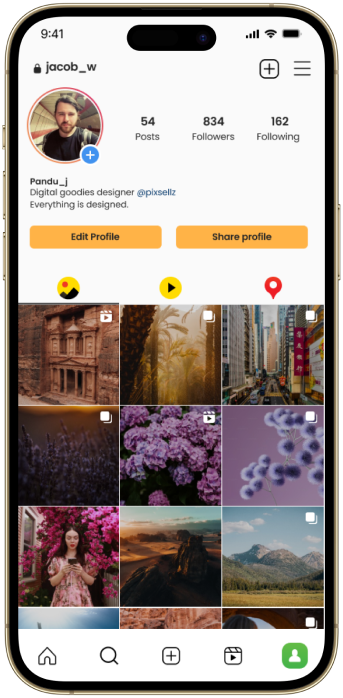 9:41
jacob_w
54 834 162
Posts Followers Following
Pandu_j
Digital goodies designer @pixsellz
Everything is designed.
Edit Profile Share profile